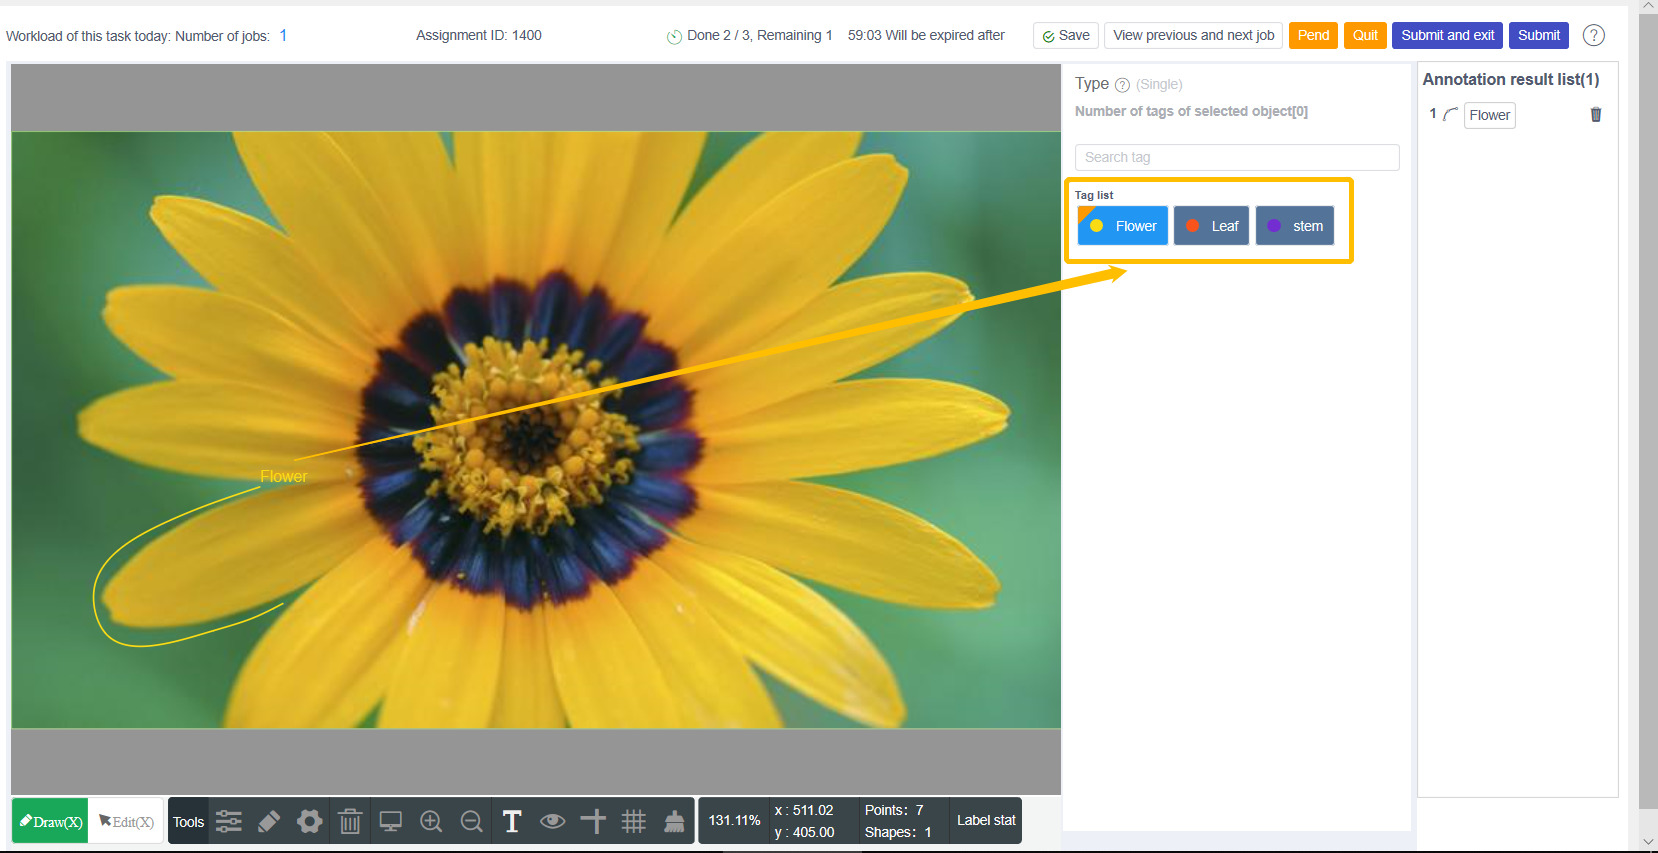 Workload of this task today: Number of jobs: 1
Assignment ID: 1400
Done 2 / 3, Remaining 1
59:03 Will be expired after
Save
View previous and next job
Pend
Quit
Submit and exit
Submit
?
Type ? (Single)
Number of tags of selected object[0]
Search tag
Tag list
Flower
Leaf
stem
Annotation result list(1)
1 Flower
Flower
Draw(X)
Edit(X)
Tools
T
131.11%
x : 511.02
y : 405.00
Points: 7
Shapes: 1
Label stat